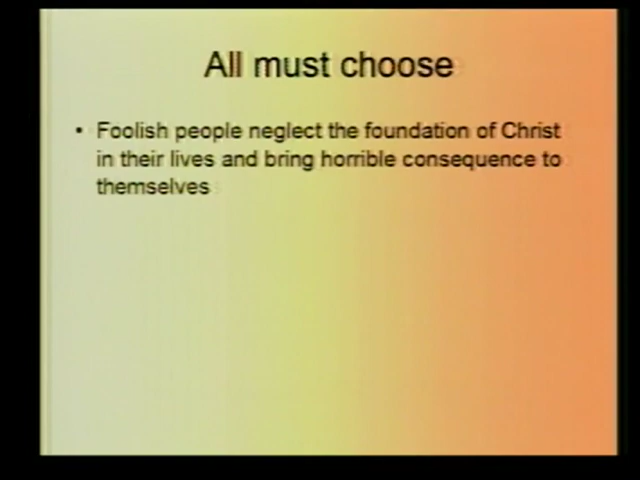 All must choose
• Foolish people neglect the foundation of Christ
in their lives and bring horrible consequence to
themselves